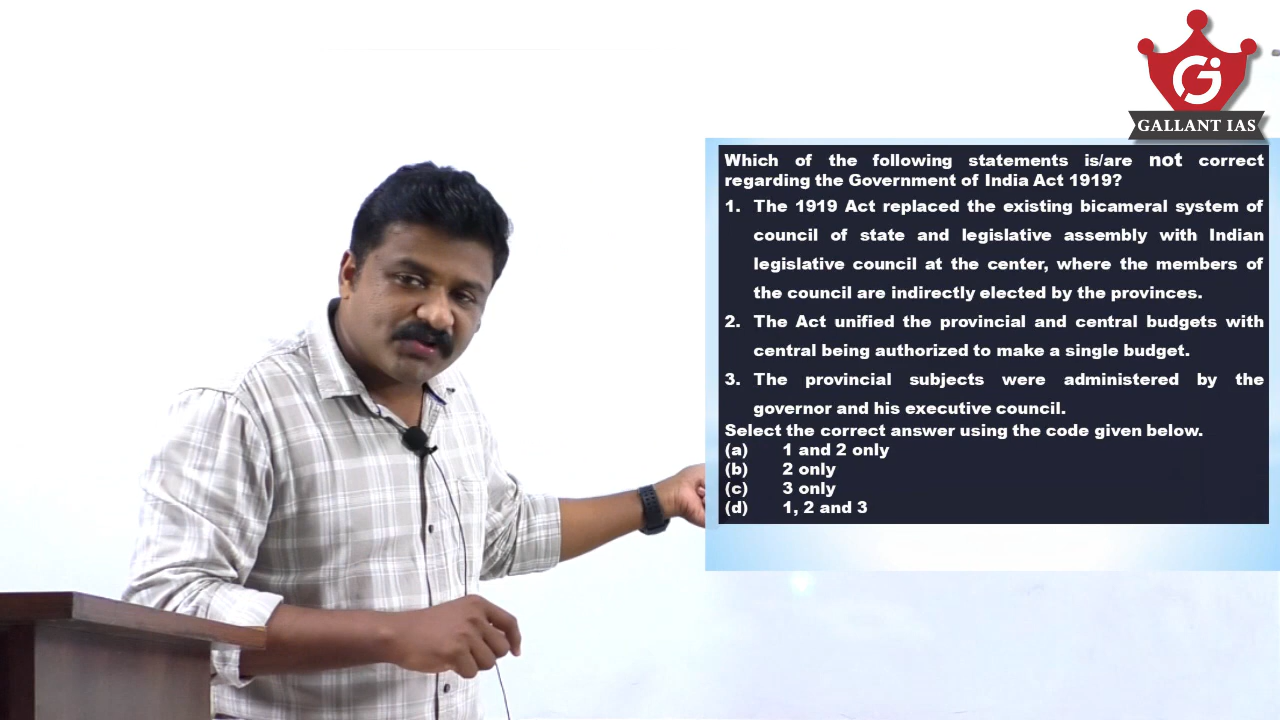 GALLANT IAS
Which of the following statements is/are not correct
regarding the Government of India Act 1919?
1. The 1919 Act replaced the existing bicameral system of
council of state and legislative assembly with Indian
legislative council at the center, where the members of
the council are indirectly elected by the provinces.
2. The Act unified the provincial and central budgets with
central being authorized to make a single budget.
3. The provincial subjects were administered by the
governor and his executive council.
Select the correct answer using the code given below.
(a) 1 and 2 only
(b) 2 only
(c) 3 only
(d) 1, 2 and 3